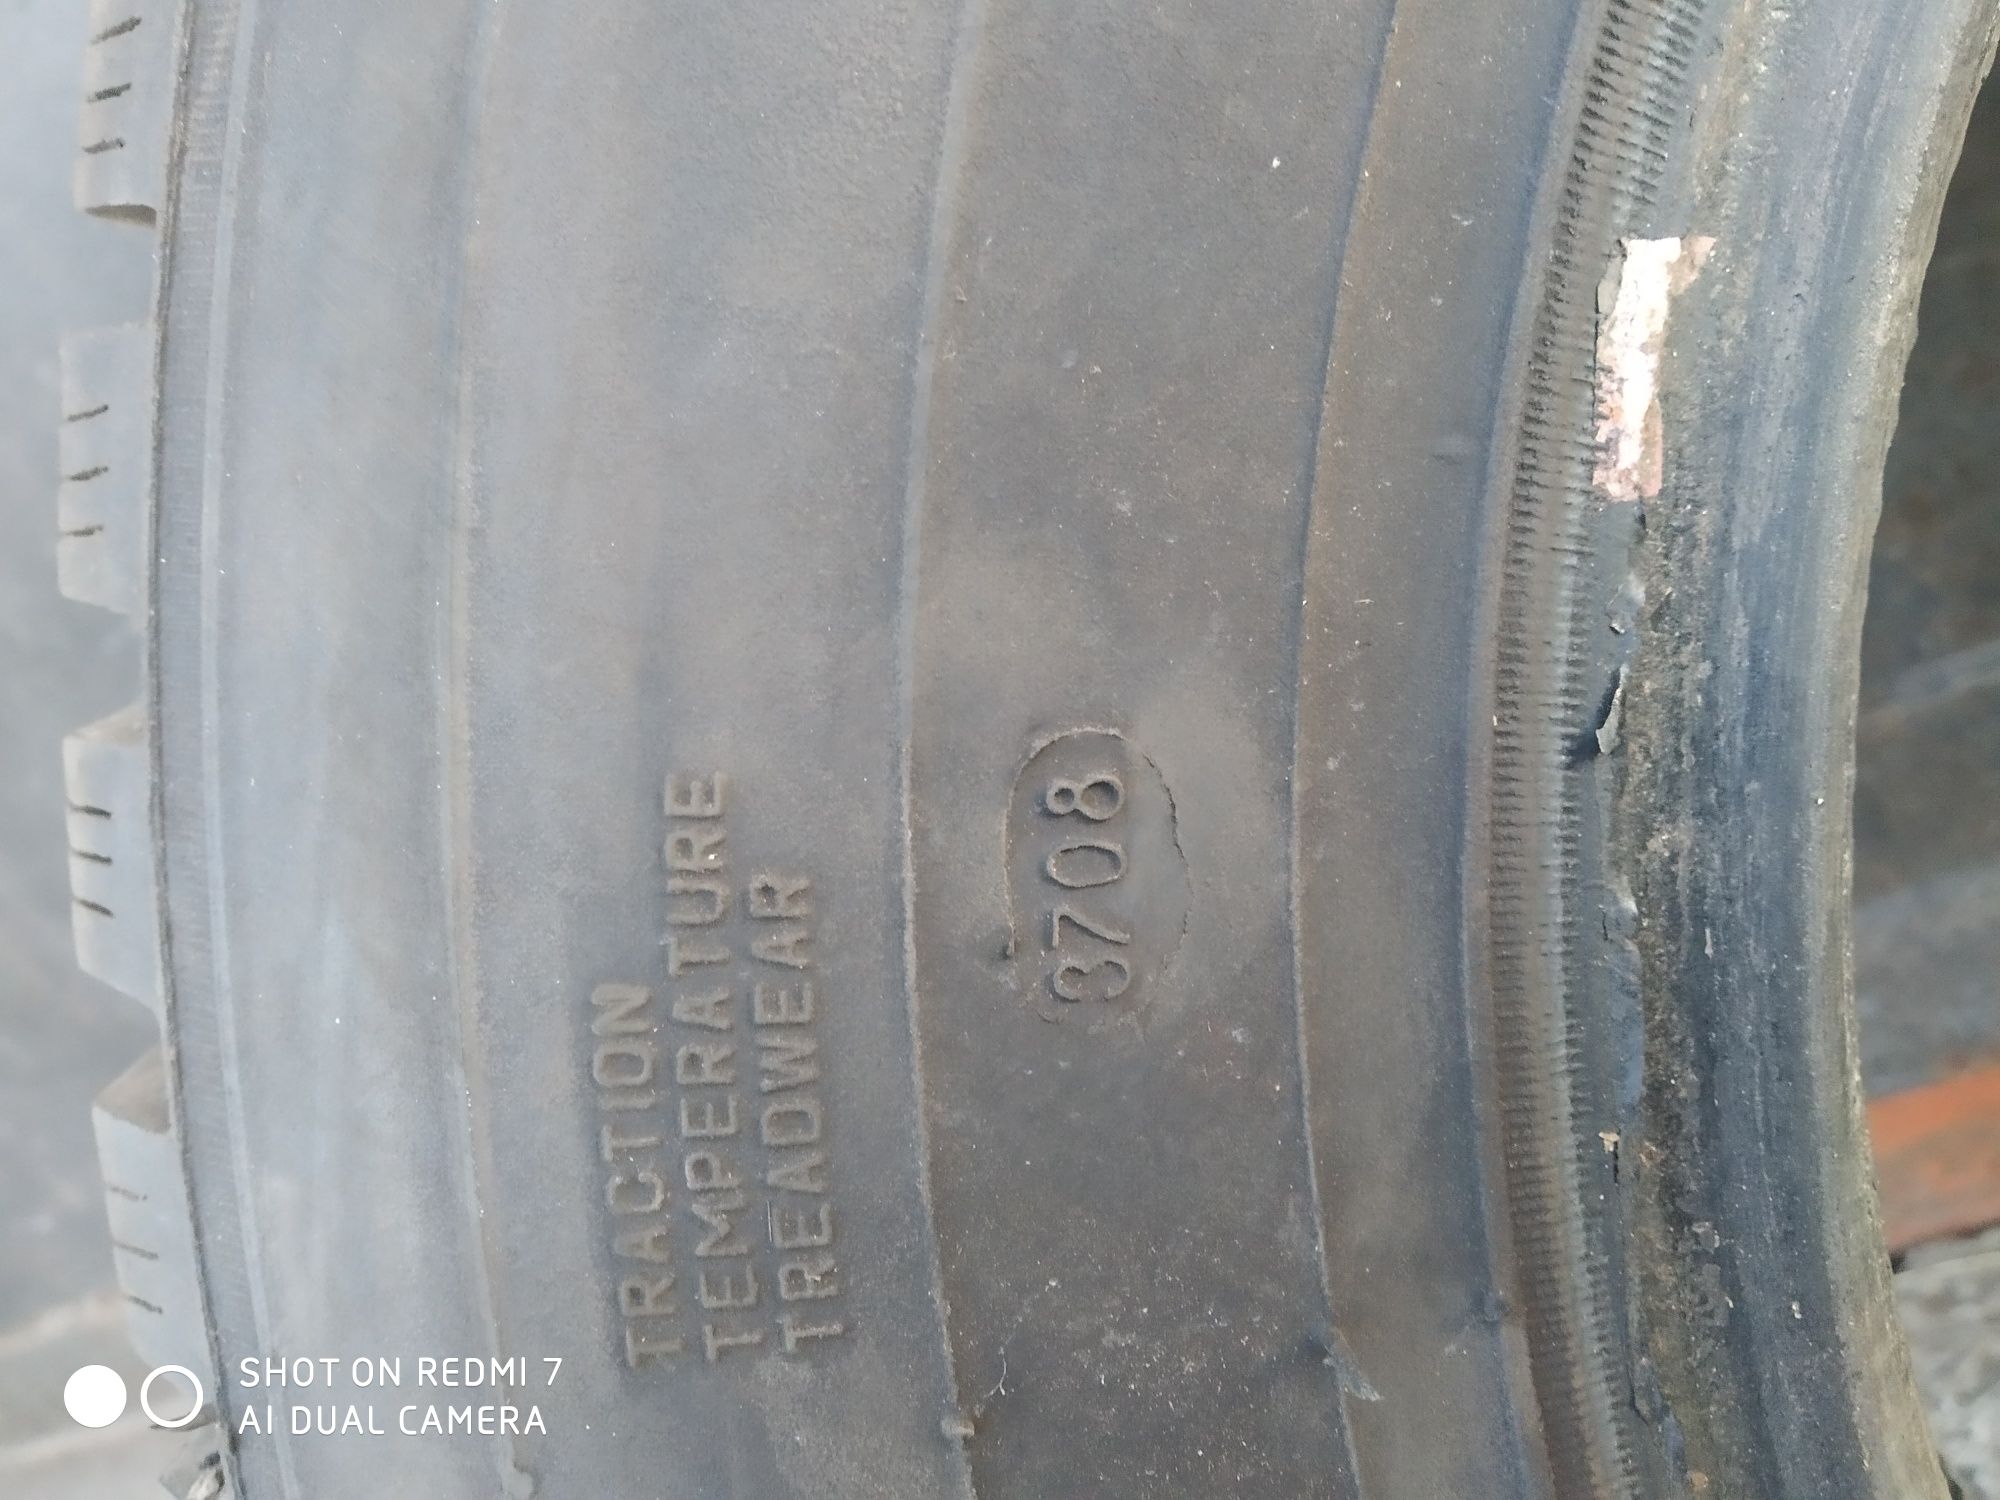 TRACTION
TEMPERATURE
TREADWEAR
3708
SHOT ON REDMI 7
AI DUAL CAMERA